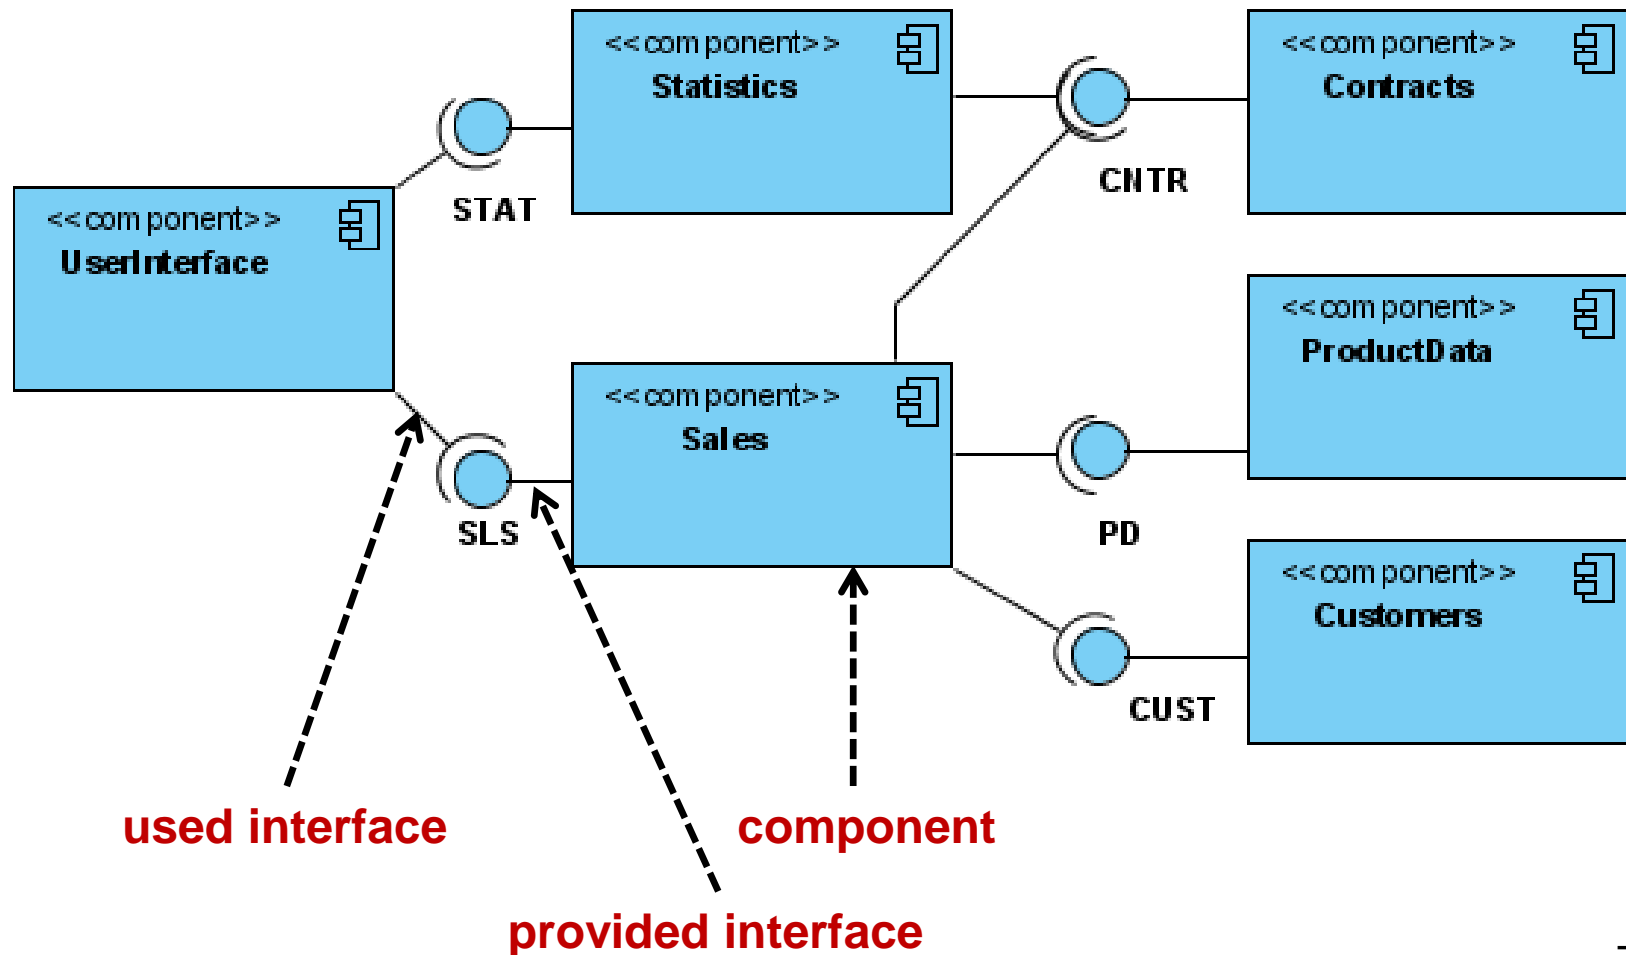 <<component>>
Statistics
<<component>>
Contracts
STAT
CNTR
<<component>>
UserInterface
<<component>>
ProductData
<<component>>
Sales
SLS
PD
<<component>>
Customers
CUST
used interface
component
provided interface